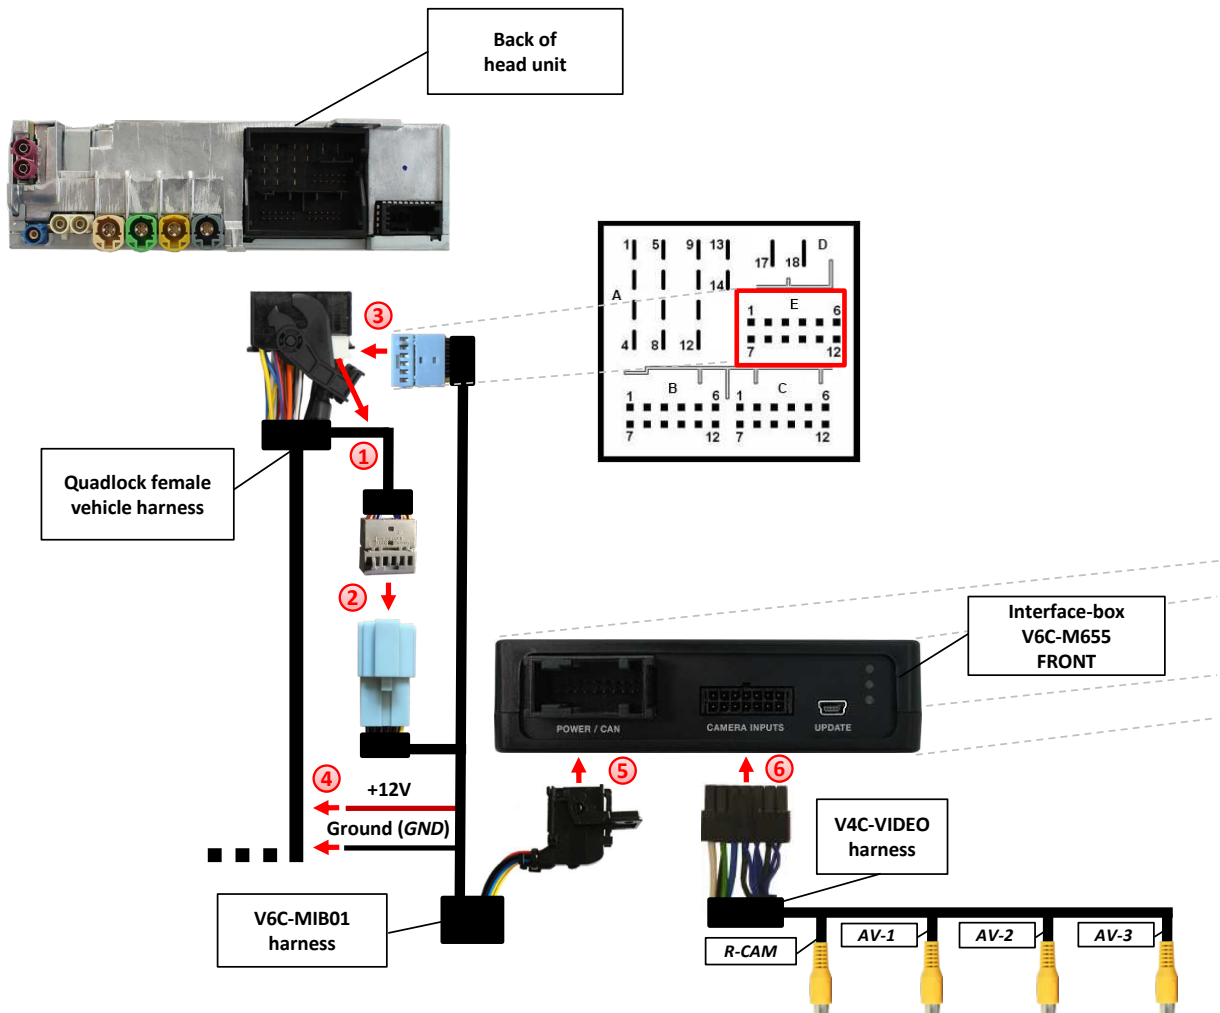 Back of
head unit
1 5 9 13
17 18 D
14
A
E
1 6
4 8 12
7 12
B C
1 6 1 6
7 12 7 12
3
1
Quadlock female
vehicle harness
2
Interface-box
V6C-M655
FRONT
POWER / CAN
CAMERA INPUTS
UPDATE
4
+12V
Ground (GND)
5
6
V4C-VIDEO
harness
V6C-MIB01
harness
R-CAM
AV-1
AV-2
AV-3